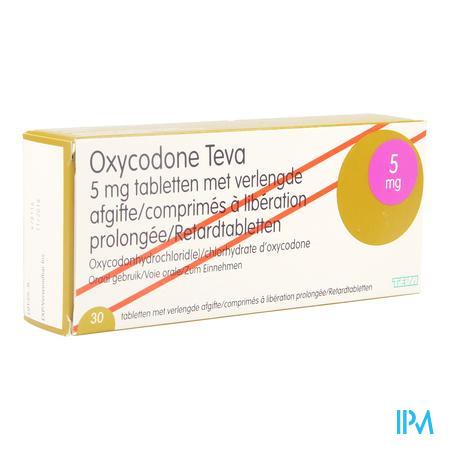 Oxycodone Teva
5 mg tabletten met verlengde
afgifte/comprimés à libération
prolongée/Retardtabletten
Oxycodonhydrochlorid(e)/chlorhydrate d'oxycodone
Oraal gebruik/Voie orale/Zum Einnehmen
5
mg
30
tabletten met verlengde afgifte/comprimés à libération prolongée/Retardtabletten
TEVA
IPM